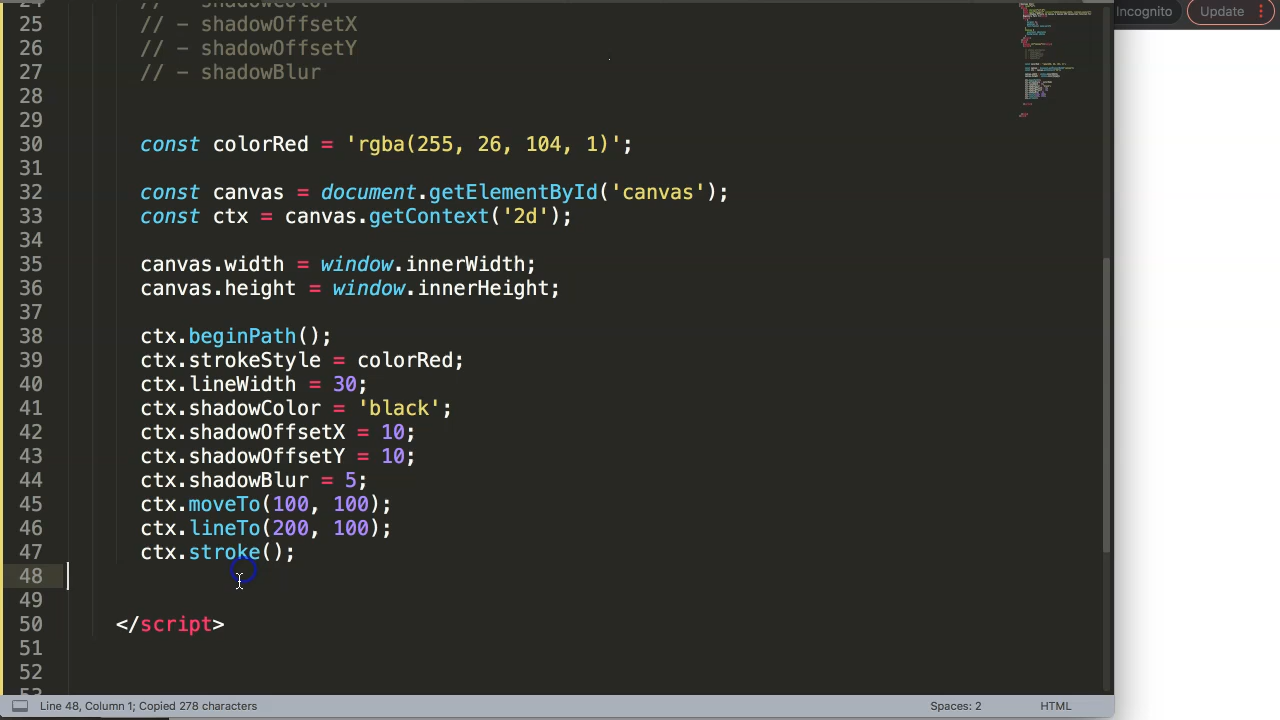 Incognito
Update
24 // - shadowColor
25 // - shadowOffsetX
26 // - shadowOffsetY
27 // - shadowBlur
28
29
30 const colorRed = 'rgba(255, 26, 104, 1)';
31
32 const canvas = document.getElementById('canvas');
33 const ctx = canvas.getContext('2d');
34
35 canvas.width = window.innerWidth;
36 canvas.height = window.innerHeight;
37
38 ctx.beginPath();
39 ctx.strokeStyle = colorRed;
40 ctx.lineWidth = 30;
41 ctx.shadowColor = 'black';
42 ctx.shadowOffsetX = 10;
43 ctx.shadowOffsetY = 10;
44 ctx.shadowBlur = 5;
45 ctx.moveTo(100, 100);
46 ctx.lineTo(200, 100);
47 ctx.stroke();
48
49
50 </script>
51
52
53
Line 48, Column 1; Copied 278 characters
Spaces: 2
HTML